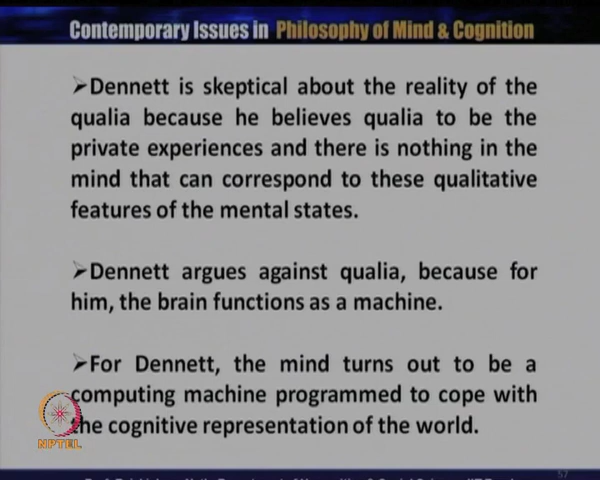 Contemporary Issues in Philosophy of Mind & Cognition
➢Dennett is skeptical about the reality of the
qualia because he believes qualia to be the
private experiences and there is nothing in the
mind that can correspond to these qualitative
features of the mental states.
➢Dennett argues against qualia, because for
him, the brain functions as a machine.
➢For Dennett, the mind turns out to be a
computing machine programmed to cope with
the cognitive representation of the world.
NPTEL
57